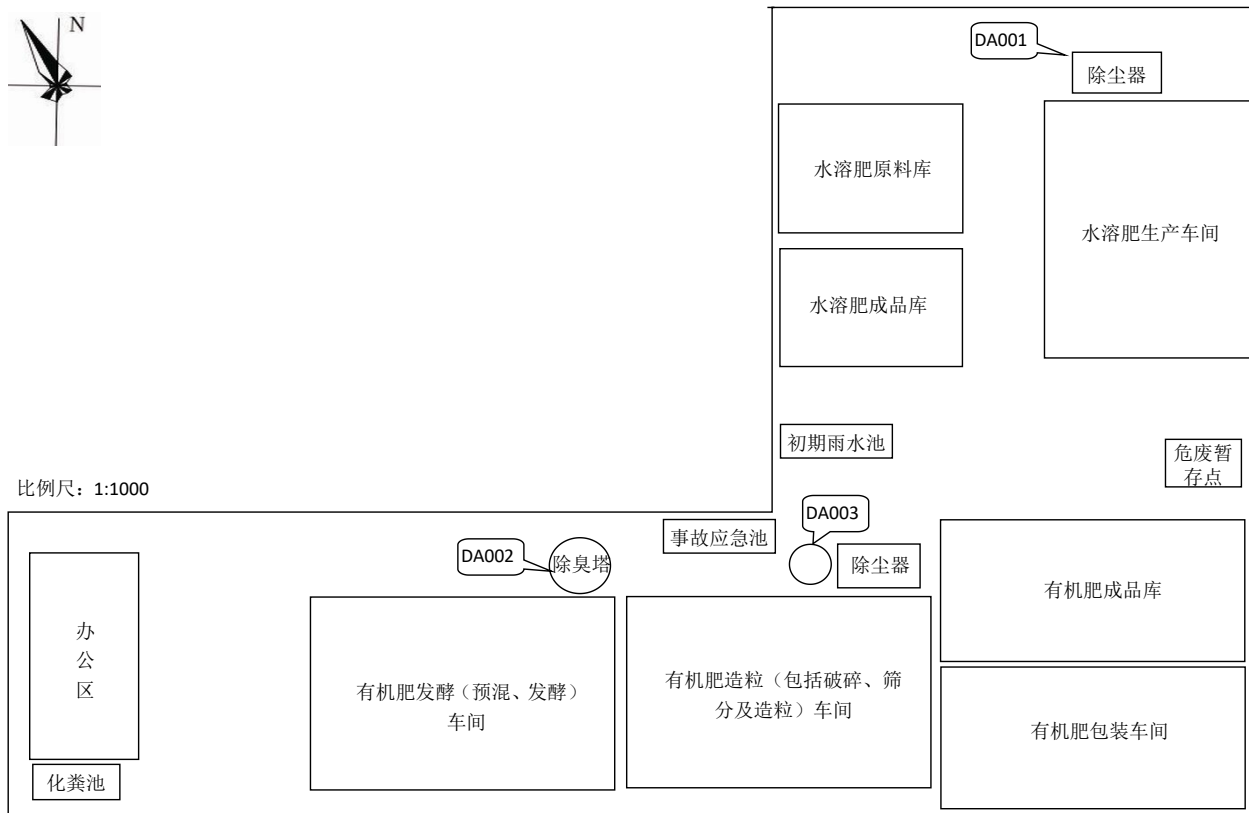 N
DA001
除尘器
水溶肥原料库
水溶肥生产车间
水溶肥成品库
初期雨水池
危废暂
存点
比例尺：1:1000
DA003
事故应急池
DA002
除臭塔
除尘器
有机肥成品库
办
公
区
有机肥发酵（预混、发酵）
车间
有机肥造粒（包括破碎、筛
分及造粒）车间
有机肥包装车间
化粪池